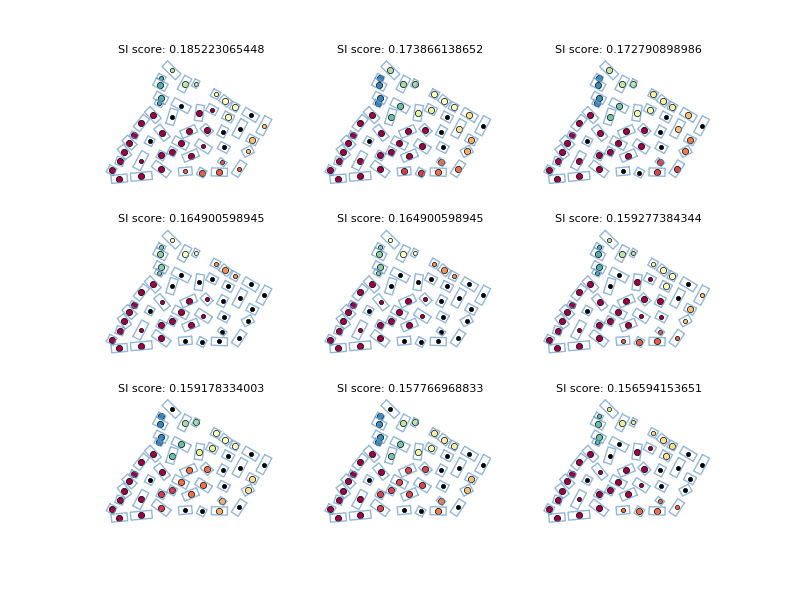 SI score: 0.185223065448
SI score: 0.173866138652
SI score: 0.172790898986
SI score: 0.164900598945
SI score: 0.164900598945
SI score: 0.159277384344
SI score: 0.159178334003
SI score: 0.157766968833
SI score: 0.156594153651